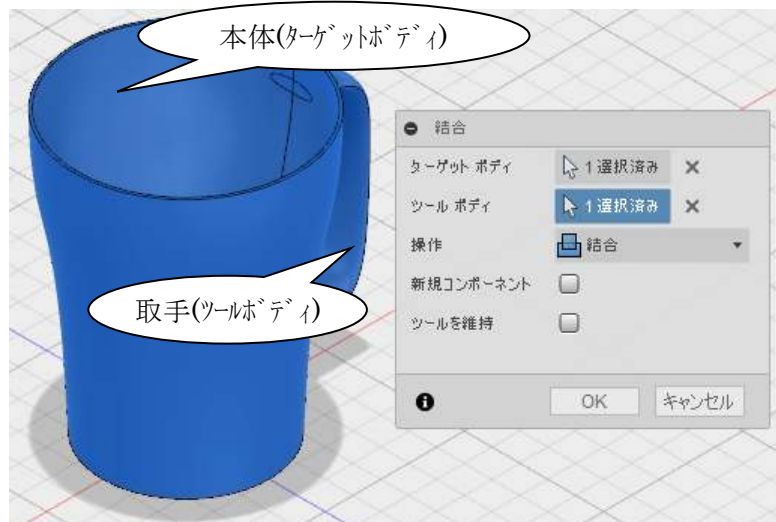 本体(ﾀｰｹﾞｯﾄﾎﾞﾃﾞｨ)
結合
ターゲット ボディ
1 選択済み
ツール ボディ
1 選択済み
操作
結合
新規コンポーネント
取手(ﾂｰﾙﾎﾞﾃﾞｨ)
ツールを維持
OK
キャンセル